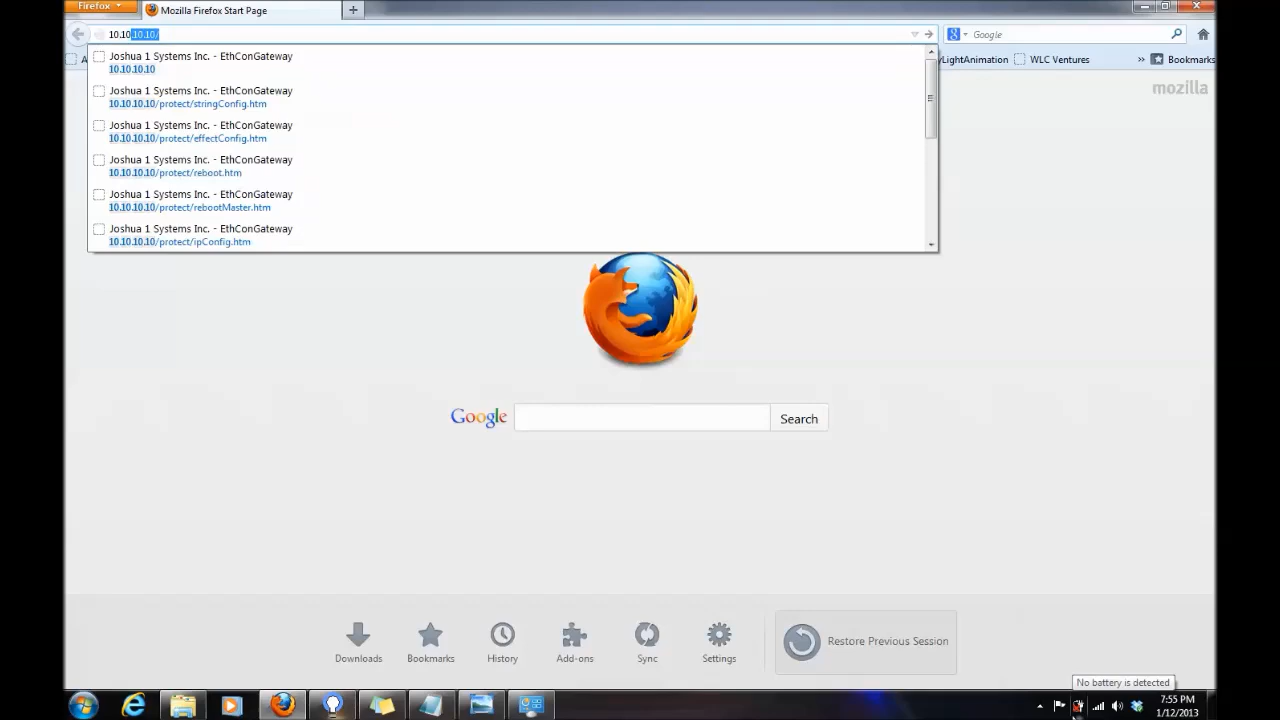 Firefox
Mozilla Firefox Start Page
10.10.10.10/
Google
Joshua 1 Systems Inc. - EthConGateway
10.10.10.10
Joshua 1 Systems Inc. - EthConGateway
10.10.10.10/protect/stringConfig.htm
Joshua 1 Systems Inc. - EthConGateway
10.10.10.10/protect/effectConfig.htm
Joshua 1 Systems Inc. - EthConGateway
10.10.10.10/protect/reboot.htm
Joshua 1 Systems Inc. - EthConGateway
10.10.10.10/protect/rebootMaster.htm
Joshua 1 Systems Inc. - EthConGateway
10.10.10.10/protect/ipConfig.htm
A
yLightAnimation
WLC Ventures
»
Bookmarks
mozilla
Google
Search
Downloads
Bookmarks
History
Add-ons
Sync
Settings
Restore Previous Session
No battery is detected
7:55 PM
1/12/2013